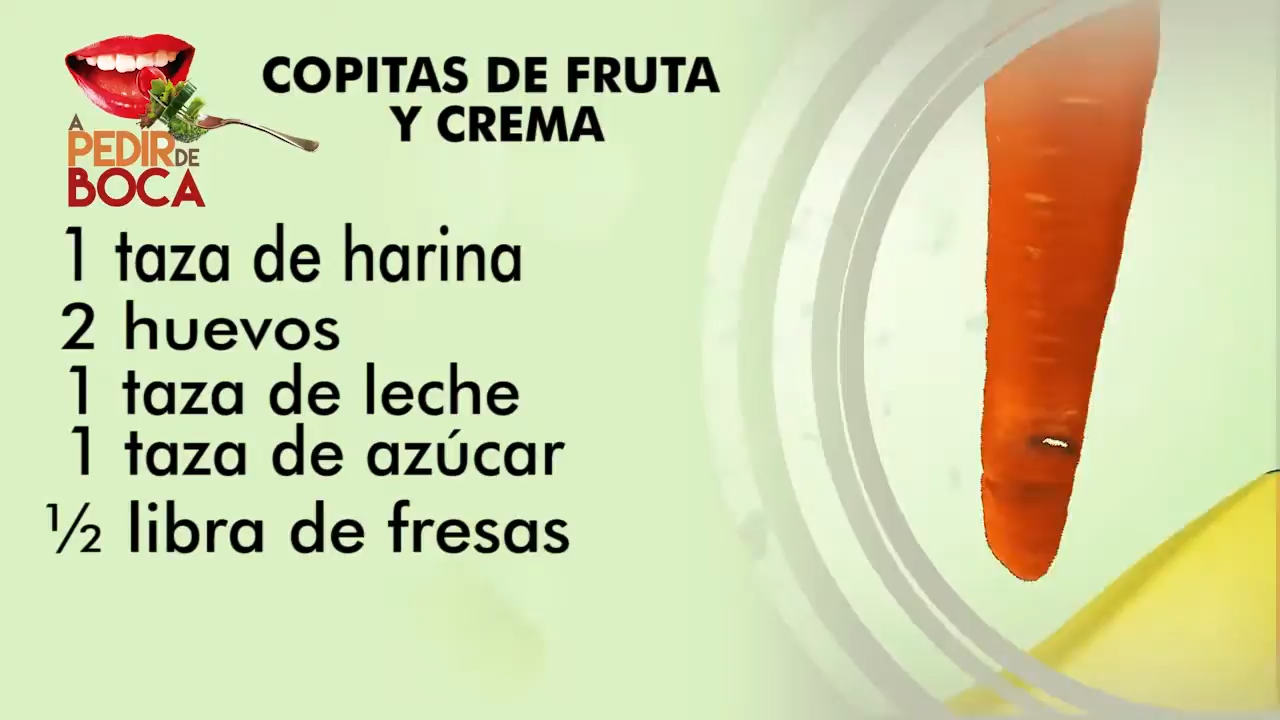 A
PEDIR DE
BOCA
COPITAS DE FRUTA
Y CREMA
1 taza de harina
2 huevos
1 taza de leche
1 taza de azúcar
½ libra de fresas